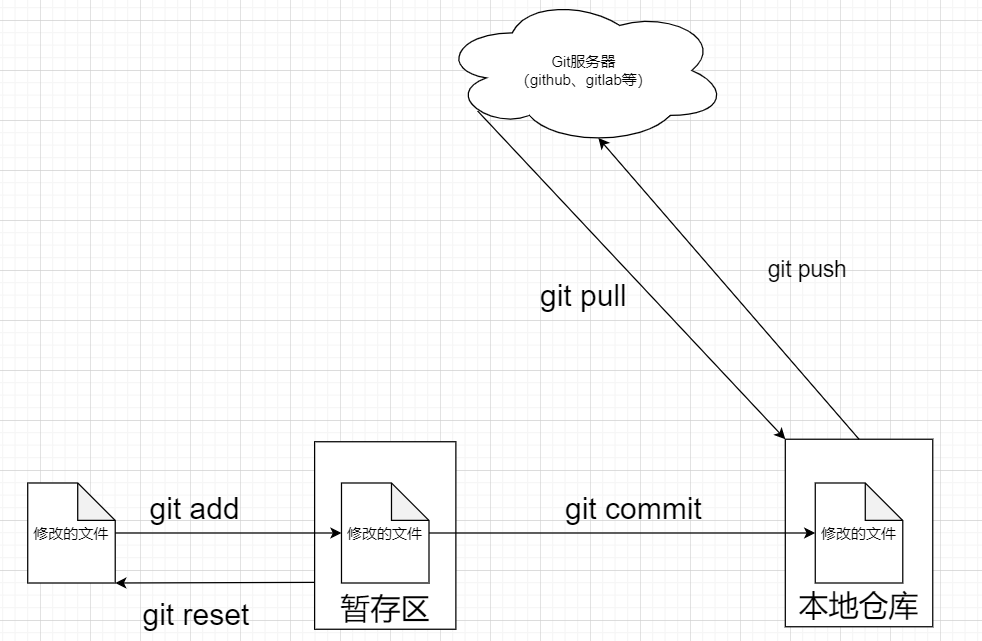 Git服务器
（github、gitlab等）
git push
git pull
git add
git commit
修改的文件
修改的文件
修改的文件
git reset
暂存区
本地仓库